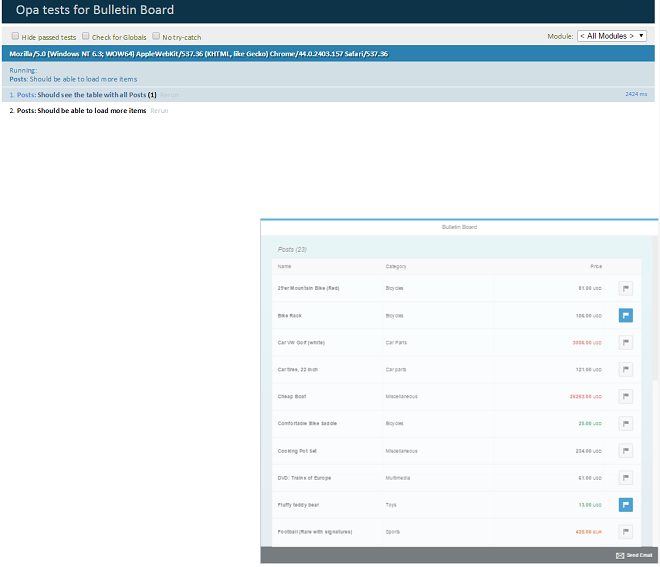 Opa tests for Bulletin Board
Hide passed tests Check for Globals No try-catch Module: < All Modules >
Mozilla/5.0 (Windows NT 6.3; WOW64) AppleWebKit/537.36 (KHTML, like Gecko) Chrome/44.0.2403.157 Safari/537.36
Running:
Posts: Should be able to load more items
1. Posts: Should see the table with all Posts (1) Rerun 2424 ms
2. Posts: Should be able to load more items Rerun
Bulletin Board
Posts (23)
Name Category Price
29'er Mountain Bike (Red) Bicycles 81.00 USD
Bike Rack Bicycles 106.00 USD
Car VW Golf (white) Car Parts USD
Car tires, 22 inch Car parts 121.00 USD
Cheap Boat Miscellaneous USD
Comfortable Bike Saddle Bicycles 25.00 USD
Cooking Pot Set Miscellaneous 234.00 USD
DVD: Trains of Europe Multimedia 51.00 USD
Fluffy teddy bear Toys 13.00 USD
Football (Rare with signatures) Sports 420.00 EUR
Send Email